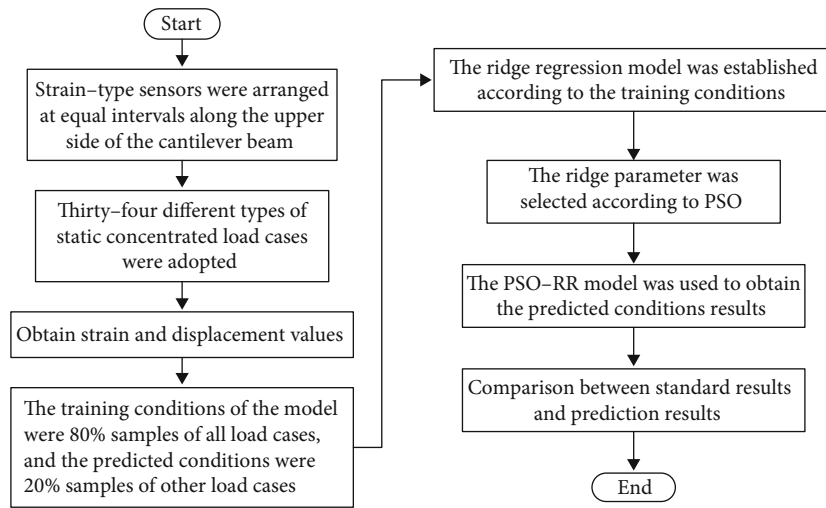 Start
Strain–type sensors were arranged
at equal intervals along the upper
side of the cantilever beam
Thirty–four different types of
static concentrated load cases
were adopted
Obtain strain and displacement values
The training conditions of the model
were 80% samples of all load cases,
and the predicted conditions were
20% samples of other load cases
The ridge regression model was established
according to the training conditions
The ridge parameter was
selected according to PSO
The PSO–RR model was used to obtain
the predicted conditions results
Comparison between standard results
and prediction results
End